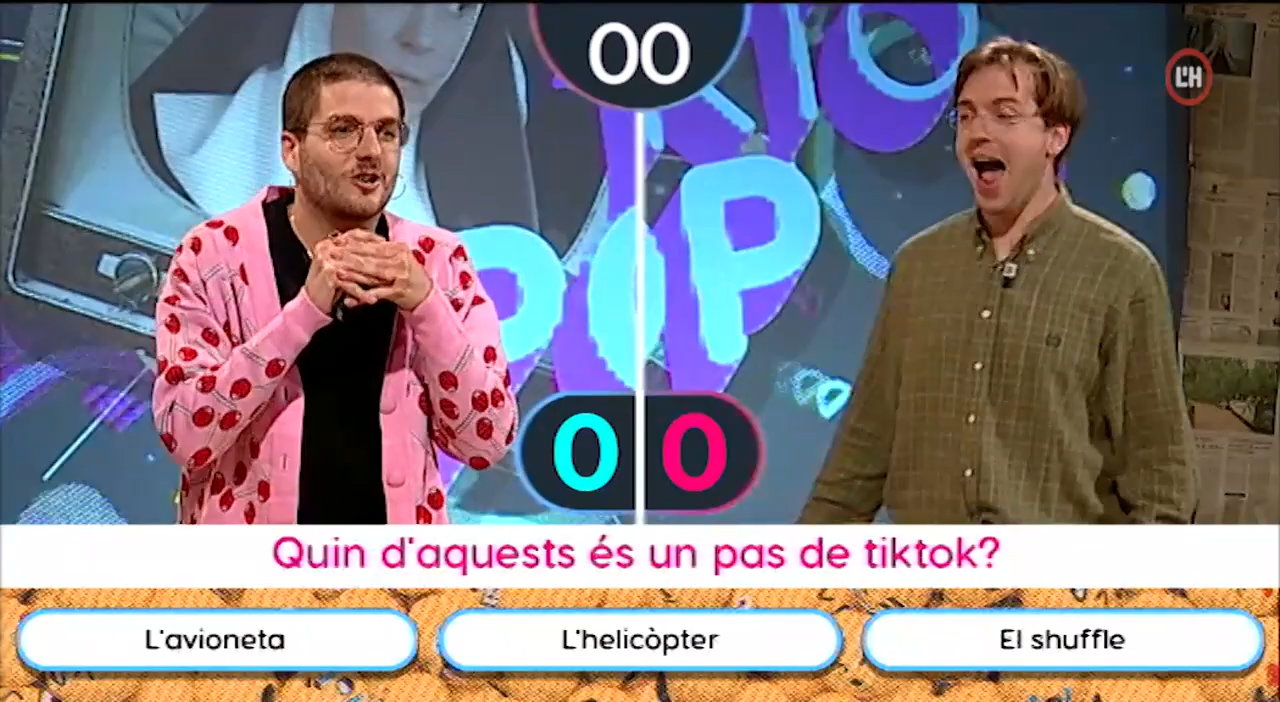 00
L'H
0 0
Quin d'aquests és un pas de tiktok?
L'avioneta
L'helicòpter
El shuffle